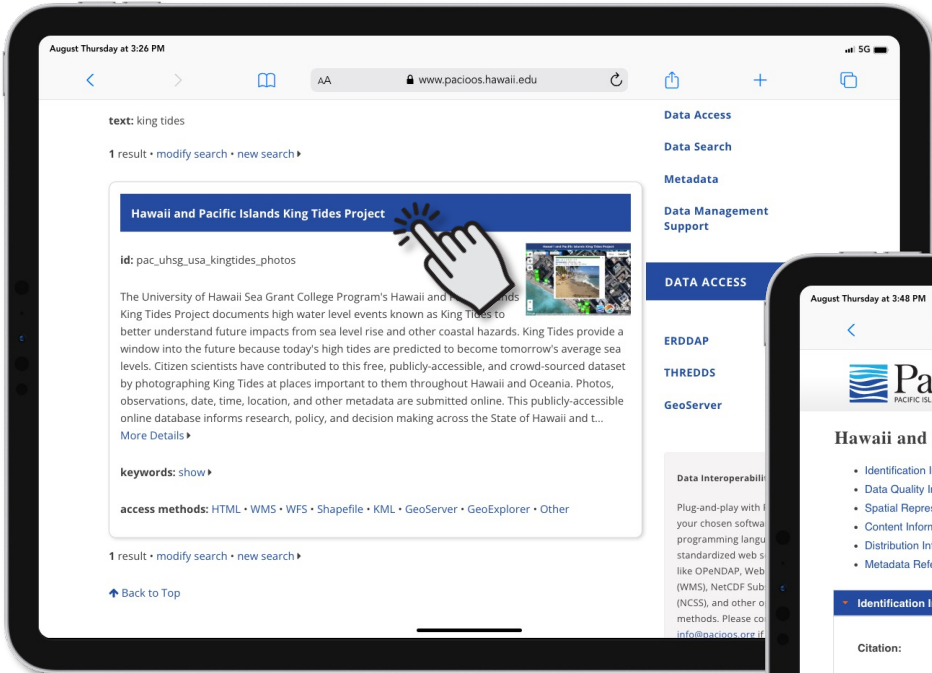 August Thursday at 3:26 PM
5G
AA
www.pacioos.hawaii.edu
text: king tides
1 result • modify search • new search
Hawaii and Pacific Islands King Tides Project
id: pac_uhsg_usa_kingtides_photos
The University of Hawaii Sea Grant College Program's Hawaii and
King Tides Project documents high water level events known as King Tides to
better understand future impacts from sea level rise and other coastal hazards. King Tides provide a
window into the future because today's high tides are predicted to become tomorrow's average sea
levels. Citizen scientists have contributed to this free, publicly-accessible, and crowd-sourced dataset
by photographing King Tides at places important to them throughout Hawaii and Oceania. Photos,
observations, date, time, location, and other metadata are submitted online. This publicly-accessible
online database informs research, policy, and decision making across the State of Hawaii and t...
More Details
keywords: show
access methods: HTML • WMS • WFS • Shapefile • KML • GeoServer • GeoExplorer • Other
1 result • modify search • new search
Back to Top
Data Access
Data Search
Metadata
Data Management
Support
DATA ACCESS
ERDDAP
THREDDS
GeoServer
Data Interoperabili
Plug-and-play with
your chosen softwa
programming langu
standardized web s
like OPeNDAP, Web
(WMS), NetCDF Sub
(NCSS), and other o
methods. Please co
info@pacioos.org if
August Thursday at 3:48 PM
Pa
PACIFIC ISL
Hawaii and
• Identification I
• Data Quality I
• Spatial Repres
• Content Inform
• Distribution In
• Metadata Refe
Identification I
Citation: